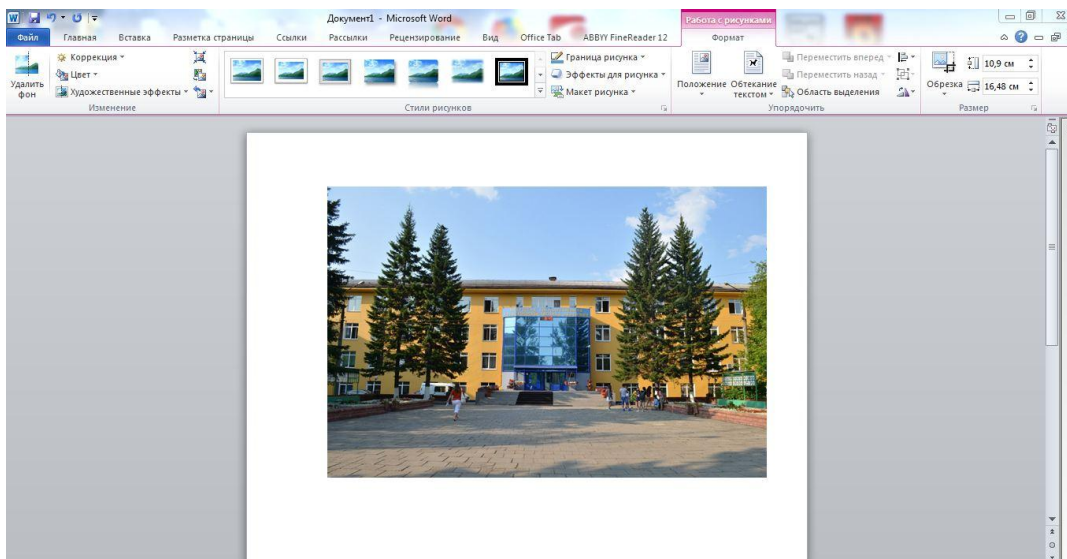 Документ1 - Microsoft Word
Работа с рисунками
Файл Главная Вставка Разметка страницы Ссылки Рассылки Рецензирование Вид Office Tab ABBYY FineReader 12 Формат
Удалить фон
Коррекция
Цвет
Художественные эффекты
Изменение
Стили рисунков
Граница рисунка
Эффекты для рисунка
Макет рисунка
Положение
Обтекание текстом
Переместить вперед
Переместить назад
Область выделения
Упорядочить
Обрезка
10,9 см
16,48 см
Размер